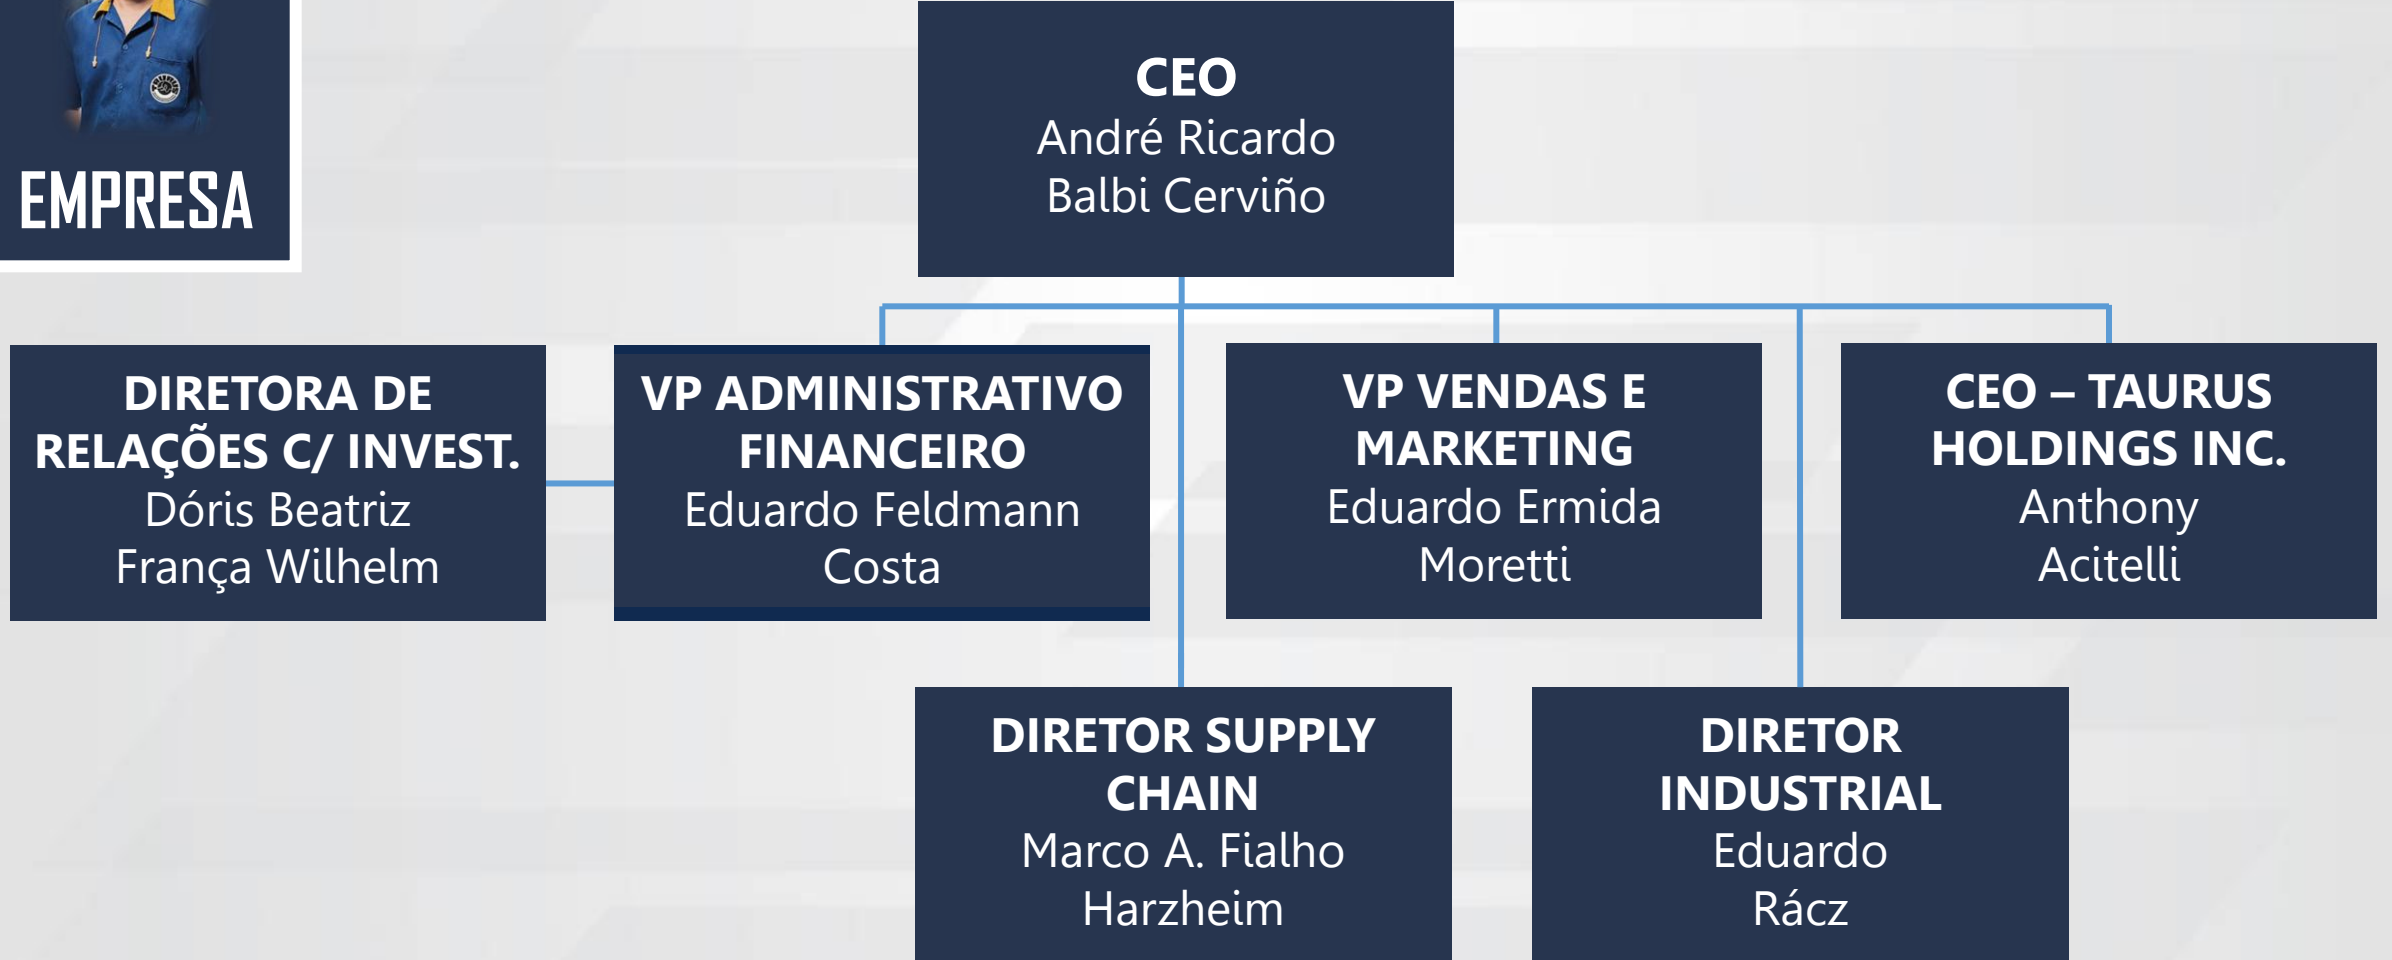 EMPRESA
CEO
André Ricardo
Balbi Cerviño
DIRETORA DE
RELAÇÕES C/ INVEST.
Dóris Beatriz
França Wilhelm
VP ADMINISTRATIVO
FINANCEIRO
Eduardo Feldmann
Costa
VP VENDAS E
MARKETING
Eduardo Ermida
Moretti
CEO – TAURUS
HOLDINGS INC.
Anthony
Acitelli
DIRETOR SUPPLY
CHAIN
Marco A. Fialho
Harzheim
DIRETOR
INDUSTRIAL
Eduardo
Rácz